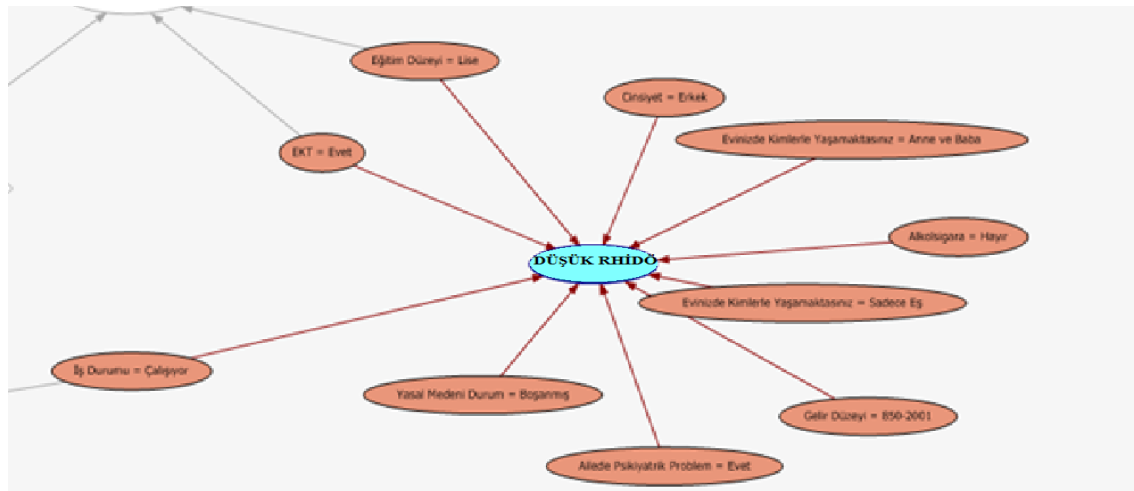 Eğitim Düzeyi = Lise
Cinsiyet = Erkek
Evinizde Kimlerle Yaşamaktasınız = Anne ve Baba
EKT = Evet
Alkolsigara = Hayır
DÜŞÜK RHİDÖ
Evinizde Kimlerle Yaşamaktasınız = Sadece Eş
İş Durumu = Çalışıyor
Yasal Medeni Durum = Boşanmış
Gelir Düzeyi = 850-2001
Ailede Psikiyatrik Problem = Evet